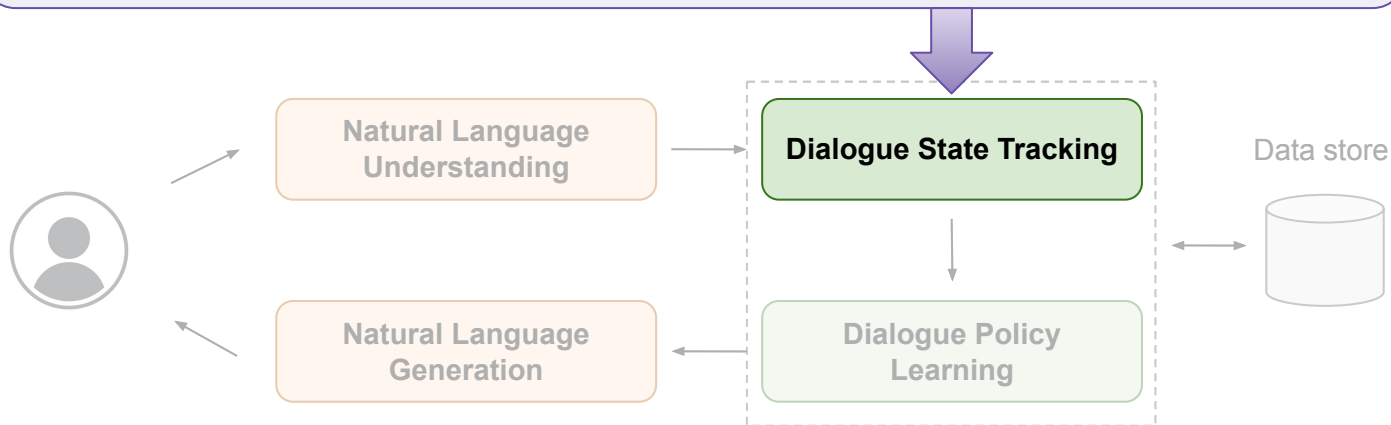 Natural Language
Understanding
Dialogue State Tracking
Data store
Natural Language
Generation
Dialogue Policy
Learning